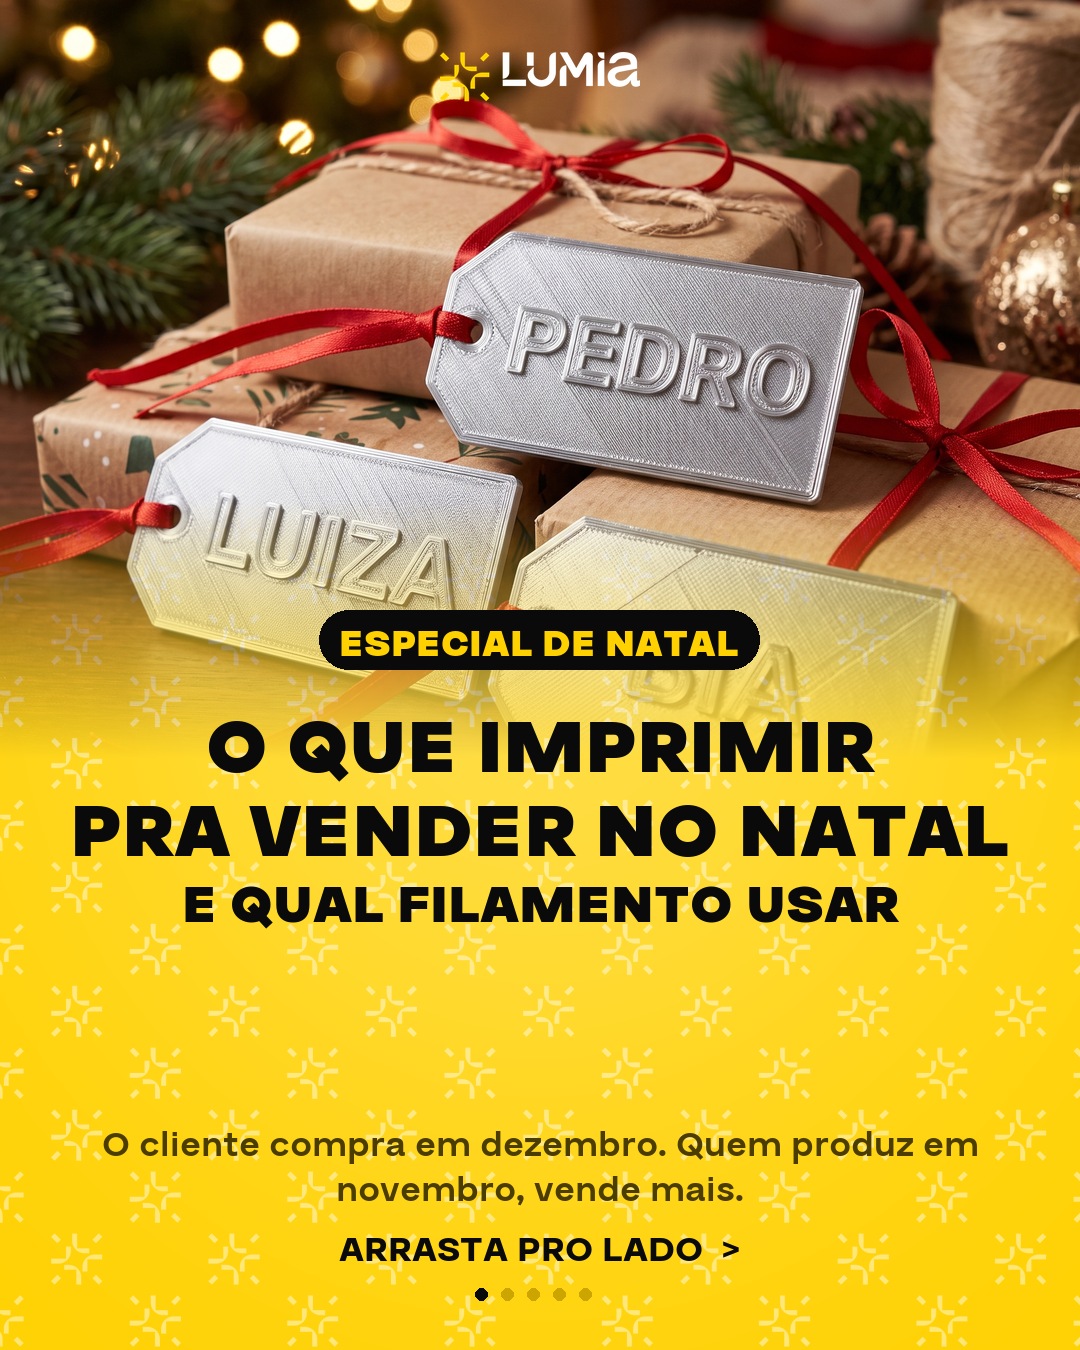 LUMia
PEDRO
LUIZA
BIA
ESPECIAL DE NATAL
O QUE IMPRIMIR
PRA VENDER NO NATAL
E QUAL FILAMENTO USAR
O cliente compra em dezembro. Quem produz em
novembro, vende mais.
ARRASTA PRO LADO >